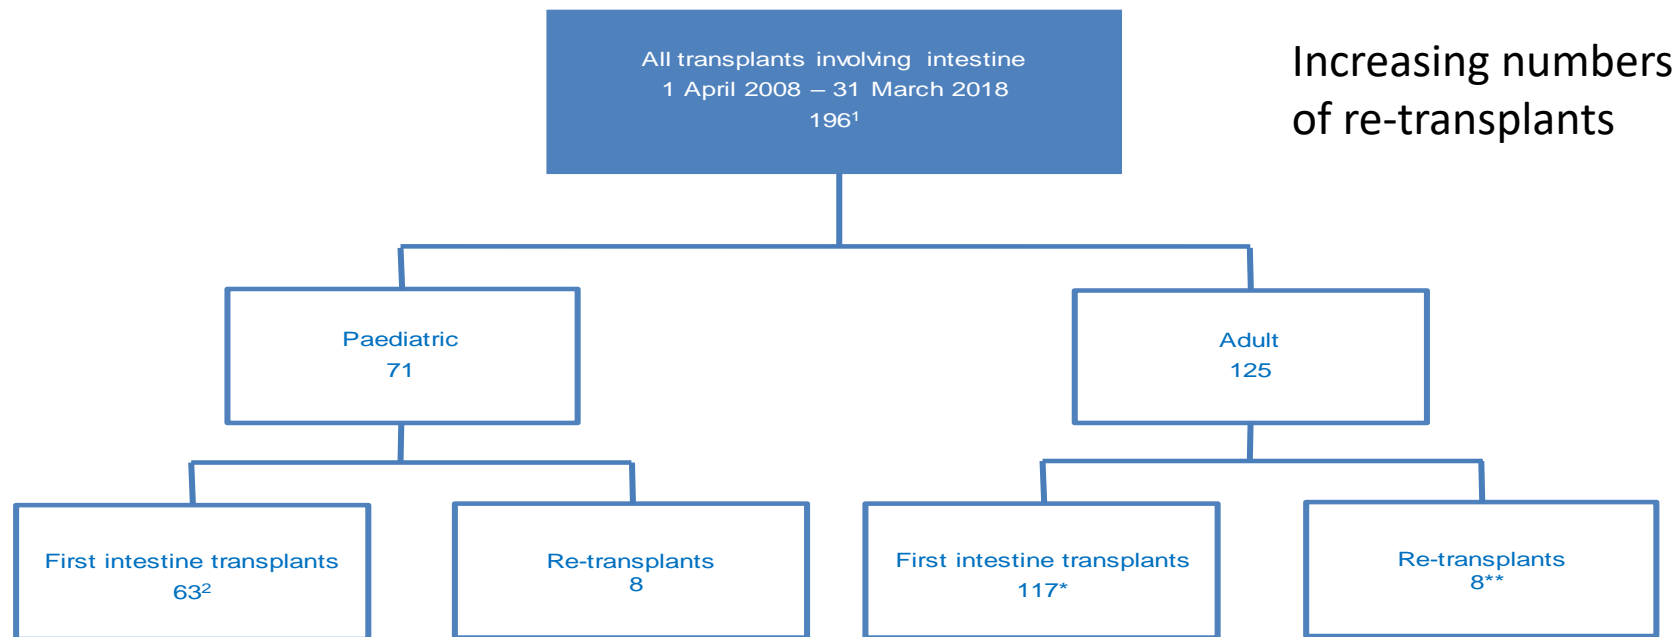 All transplants involving intestine
1 April 2008 – 31 March 2018
196¹
Increasing numbers
of re-transplants
Paediatric
71
Adult
125
First intestine transplants
63²
Re-transplants
8
First intestine transplants
117*
Re-transplants
8**